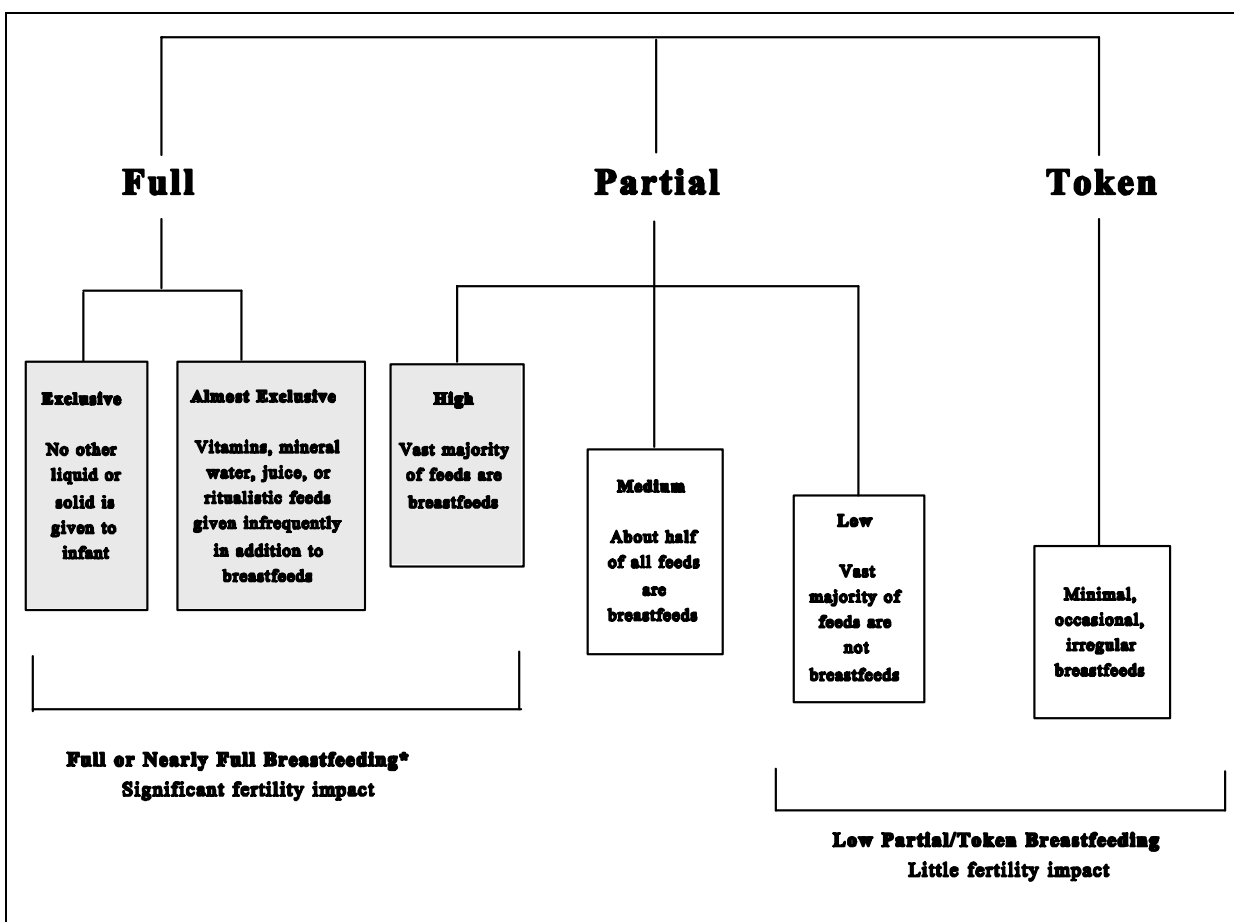 Full
Partial
Token
Exclusive
No other
liquid or
solid is
given to
infant
Almost Exclusive
Vitamins, mineral
water, juice, or
ritualistic feeds
given infrequently
in addition to
breastfeeds
High
Vast majority
of feeds are
breastfeeds
Medium
About half
of all feeds
are
breastfeeds
Low
Vast
majority of
feeds are
not
breastfeeds
Minimal,
occasional,
irregular
breastfeeds
Full or Nearly Full Breastfeeding*
Significant fertility impact
Low Partial/Token Breastfeeding
Little fertility impact